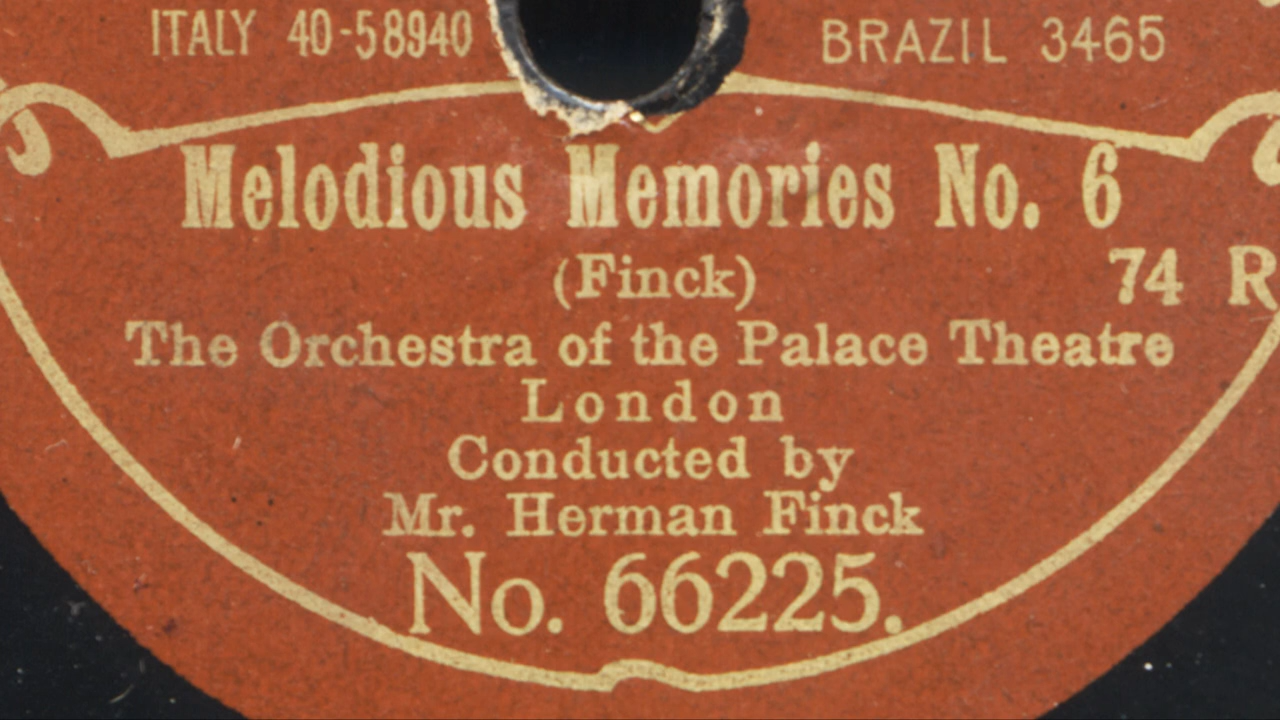 ITALY 40-58940 BRAZIL 3465
Melodious Memories No. 6
(Finck)
74 R
The Orchestra of the Palace Theatre
London
Conducted by
Mr. Herman Finck
No. 66225.